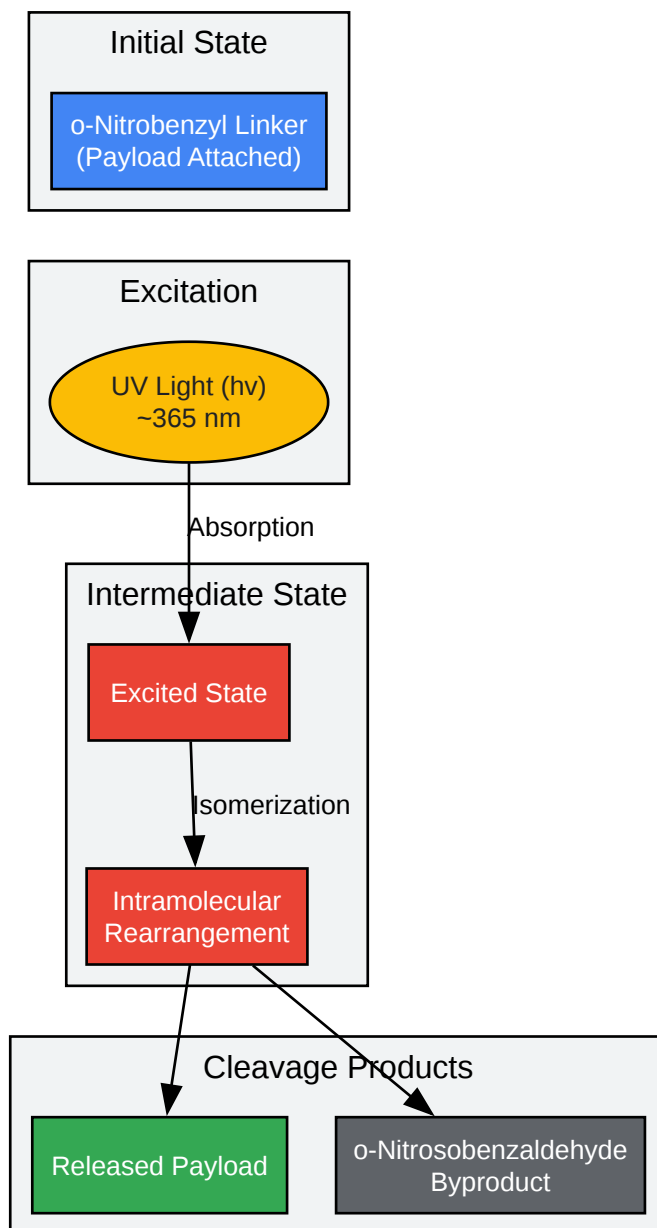 Initial State
o-Nitrobenzyl Linker
(Payload Attached)
Excitation
UV Light (hv)
~365 nm
Absorption
Intermediate State
Excited State
Isomerization
Intramolecular
Rearrangement
Cleavage Products
Released Payload
o-Nitrosobenzaldehyde
Byproduct